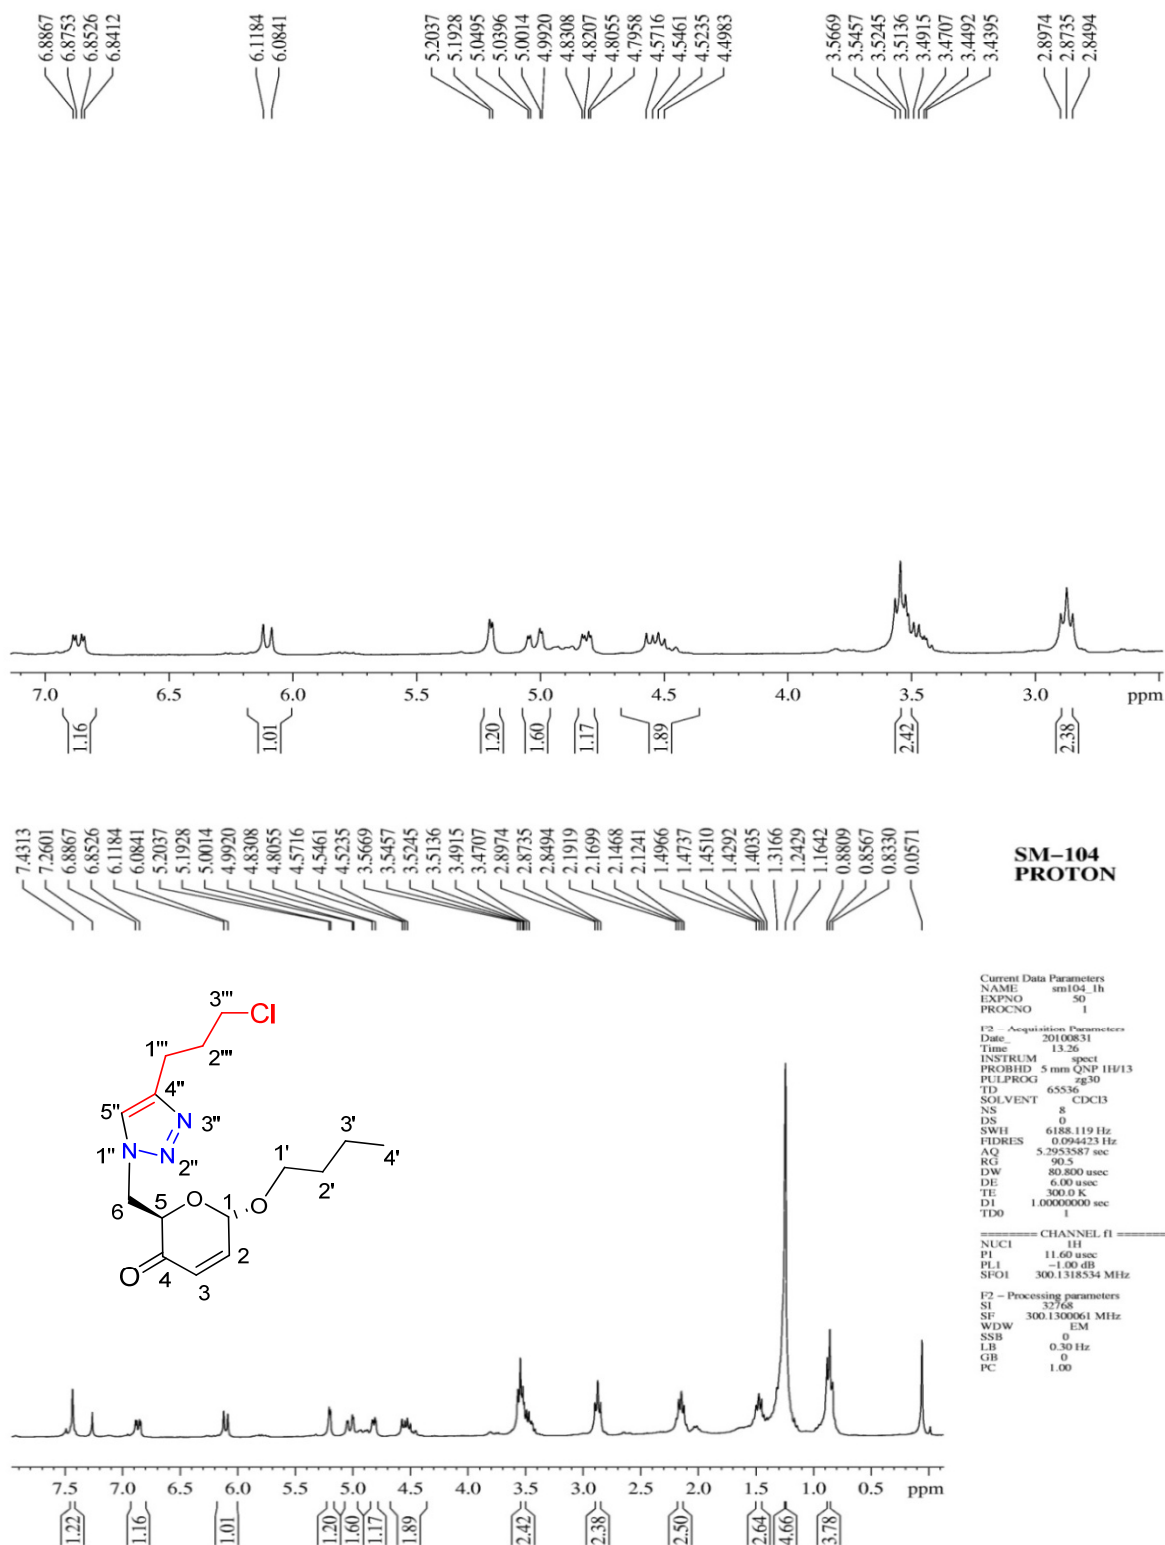 6.8867
6.8753
6.8526
6.8412
6.1184
6.0841
5.2037
5.1928
5.0495
5.0396
5.0014
4.9920
4.8308
4.8207
4.8055
4.7958
4.5716
4.5461
4.5235
4.4983
3.5669
3.5457
3.5245
3.5136
3.4915
3.4707
3.4492
3.4395
2.8974
2.8735
2.8494
7.0 6.5 6.0 5.5 5.0 4.5 4.0 3.5 3.0 ppm
1.16 1.01 1.20 1.60 1.17 1.89 2.42 2.38
7.4313
7.2601
6.8867
6.8526
6.1184
6.0841
5.2037
5.1928
5.0014
4.9920
4.8308
4.8055
4.5716
4.5461
4.5235
3.5669
3.5457
3.5245
3.5136
3.4915
3.4707
2.8974
2.8735
2.8494
2.1919
2.1699
2.1468
2.1241
1.4966
1.4737
1.4510
1.4292
1.4035
1.3166
1.2429
1.1642
0.8809
0.8567
0.8330
0.0571
SM-104
PROTON
Current Data Parameters
NAME sm104_1h
EXPNO 50
PROCNO 1
F2 - Acquisition Parameters
Date_ 20100831
Time 13.26
INSTRUM spect
PROBHD 5 mm QNP 1H/13
PULPROG zg30
TD 65536
SOLVENT CDCl3
NS 8
DS 0
SWH 6188.119 Hz
FIDRES 0.094423 Hz
AQ 5.2953587 sec
RG 90.5
DW 80.800 usec
DE 6.00 usec
TE 300.0 K
D1 1.00000000 sec
TD0 1
======== CHANNEL f1 ========
NUC1 1H
P1 11.60 usec
PL1 -1.00 dB
SFO1 300.1318534 MHz
F2 - Processing parameters
SI 32768
SF 300.1300061 MHz
WDW EM
SSB 0
LB 0.30 Hz
GB 0
PC 1.00
3''' Cl
1''' 2'''
4''
5'' N 3''
1'' N N 2'' 3'
1' 4'
2'
6 5 O 1 O
4 2
O 3
7.5 7.0 6.5 6.0 5.5 5.0 4.5 4.0 3.5 3.0 2.5 2.0 1.5 1.0 0.5 ppm
1.22 1.16 1.01 1.20 1.60 1.17 1.89 2.42 2.38 2.50 2.64 4.66 3.78